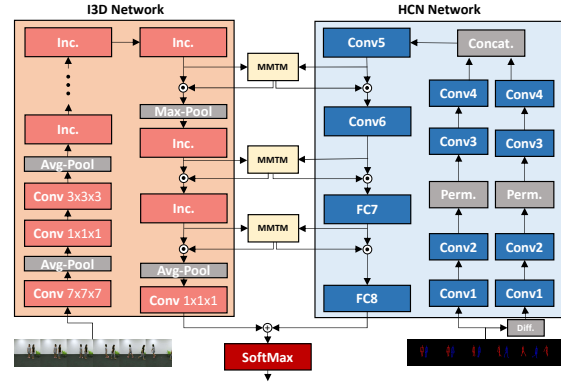 I3D Network
HCN Network
Inc.
Inc.
MMTM
Conv5
Concat.
Max-Pool
Conv4
Conv4
Inc.
Inc.
Conv6
Conv3
Conv3
Avg-Pool
MMTM
Conv 3x3x3
Inc.
FC7
Perm.
Perm.
Conv 1x1x1
MMTM
Conv2
Conv2
Avg-Pool
Avg-Pool
Conv 7x7x7
Conv 1x1x1
FC8
Conv1
Conv1
Diff.
SoftMax